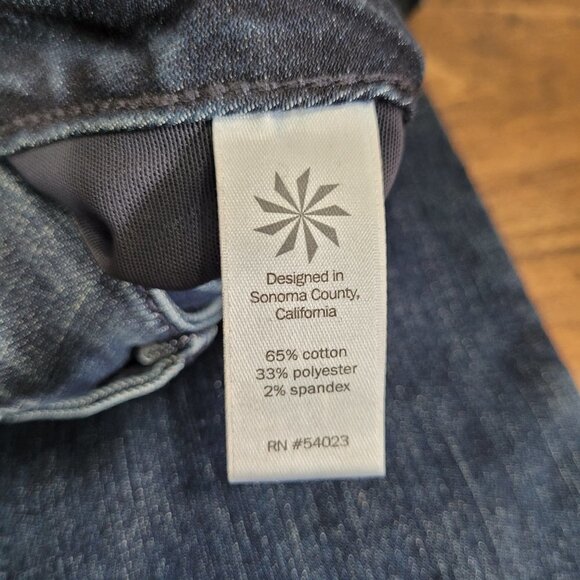 Designed in
Sonoma County,
California
65% cotton
33% polyester
2% spandex
RN #54023